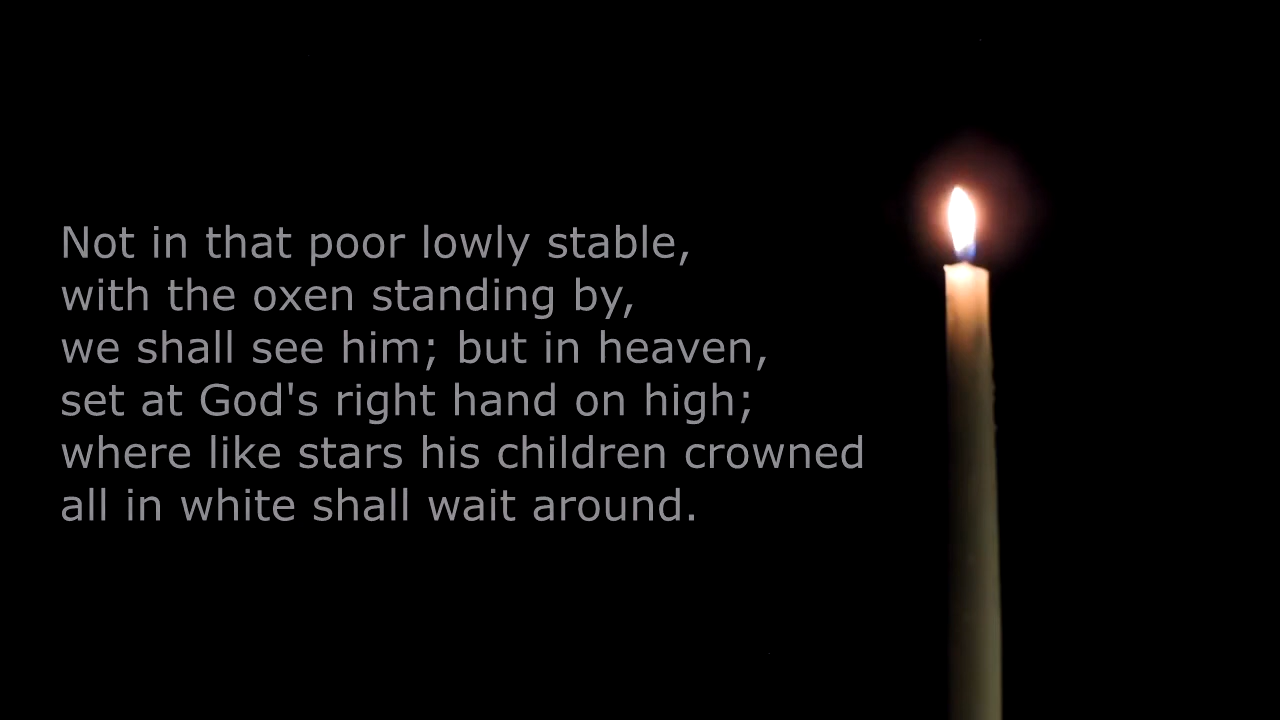 Not in that poor lowly stable,
with the oxen standing by,
we shall see him; but in heaven,
set at God's right hand on high;
where like stars his children crowned
all in white shall wait around.